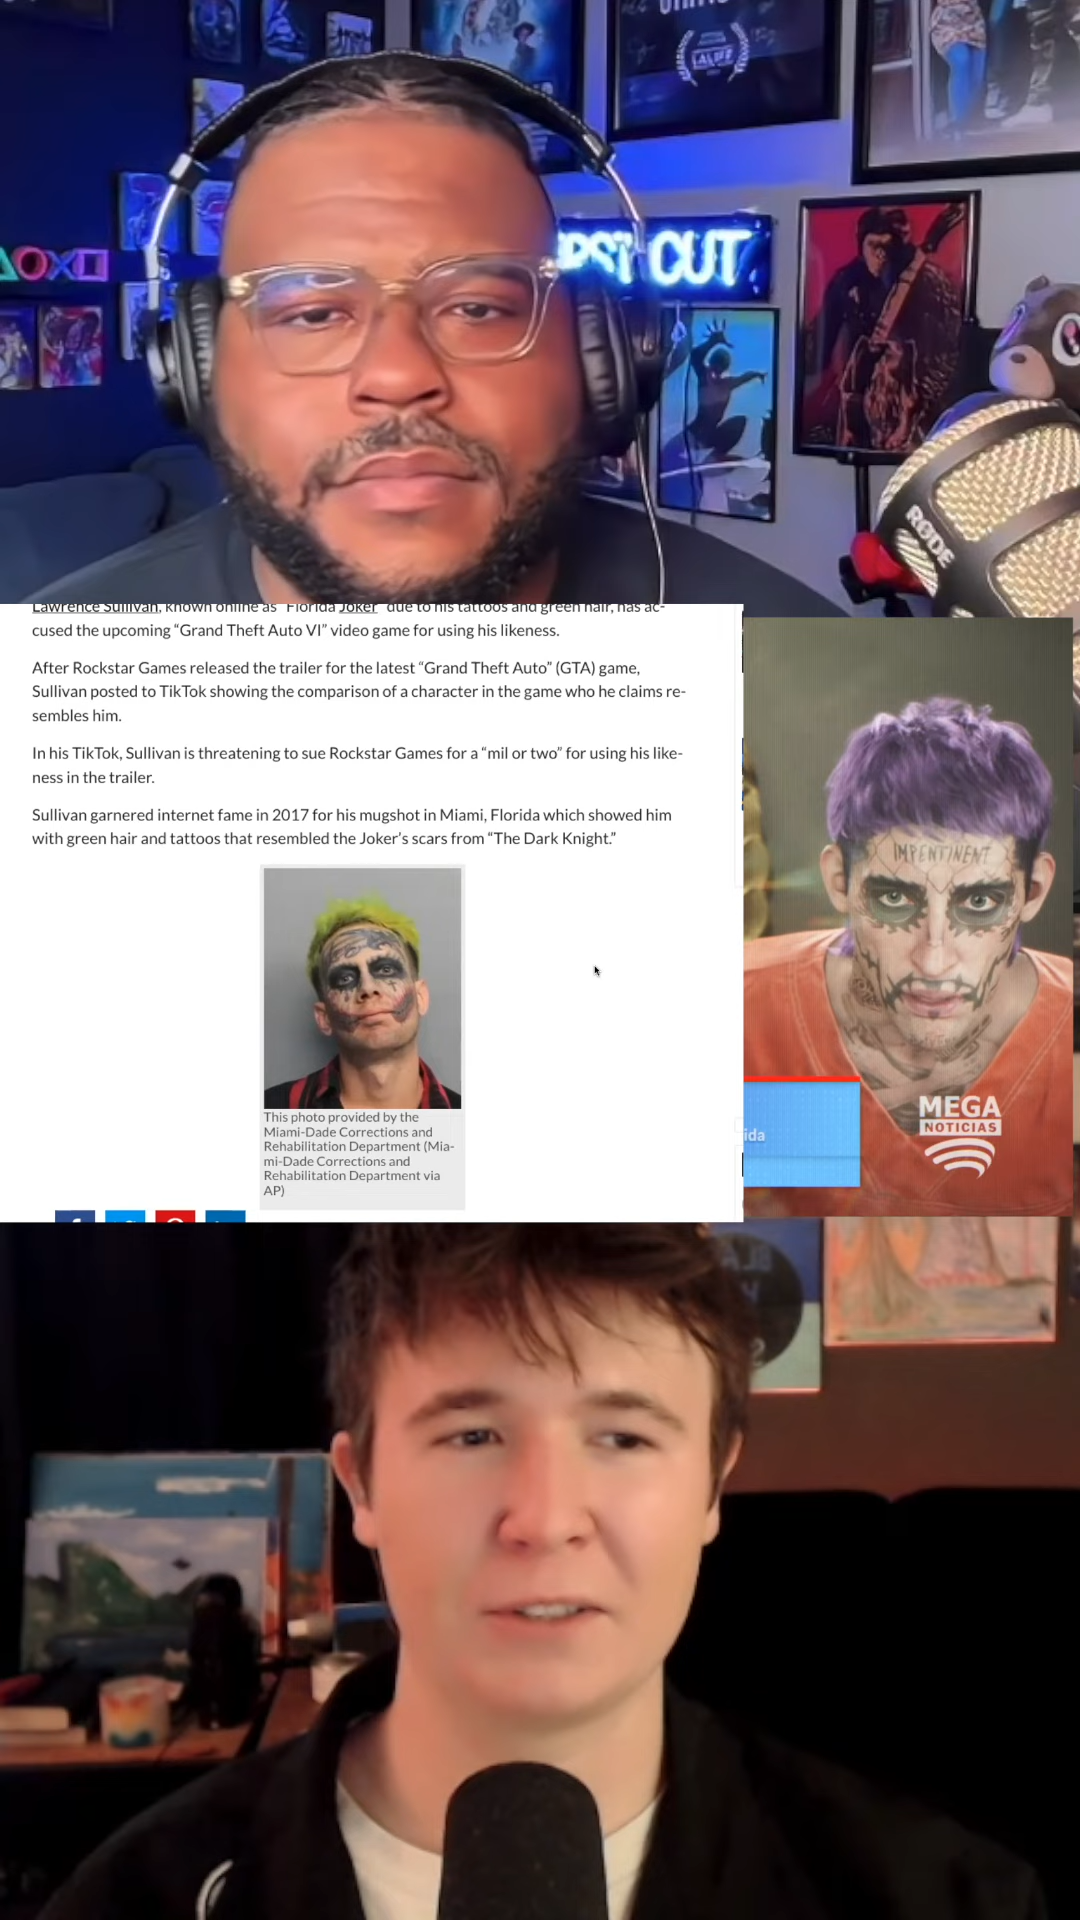 LAUREL
RST CUT
RODE
Lawrence Sullivan, known online as “Florida Joker” due to his tattoos and green hair, has ac-
cused the upcoming “Grand Theft Auto VI” video game for using his likeness.
After Rockstar Games released the trailer for the latest “Grand Theft Auto” (GTA) game,
Sullivan posted to TikTok showing the comparison of a character in the game who he claims re-
sembles him.
In his TikTok, Sullivan is threatening to sue Rockstar Games for a “mil or two” for using his like-
ness in the trailer.
Sullivan garnered internet fame in 2017 for his mugshot in Miami, Florida which showed him
with green hair and tattoos that resembled the Joker’s scars from “The Dark Knight.”
IMPENTINENT
This photo provided by the
Miami-Dade Corrections and
Rehabilitation Department (Mia-
mi-Dade Corrections and
Rehabilitation Department via
AP)
ida
MEGA
NOTICIAS